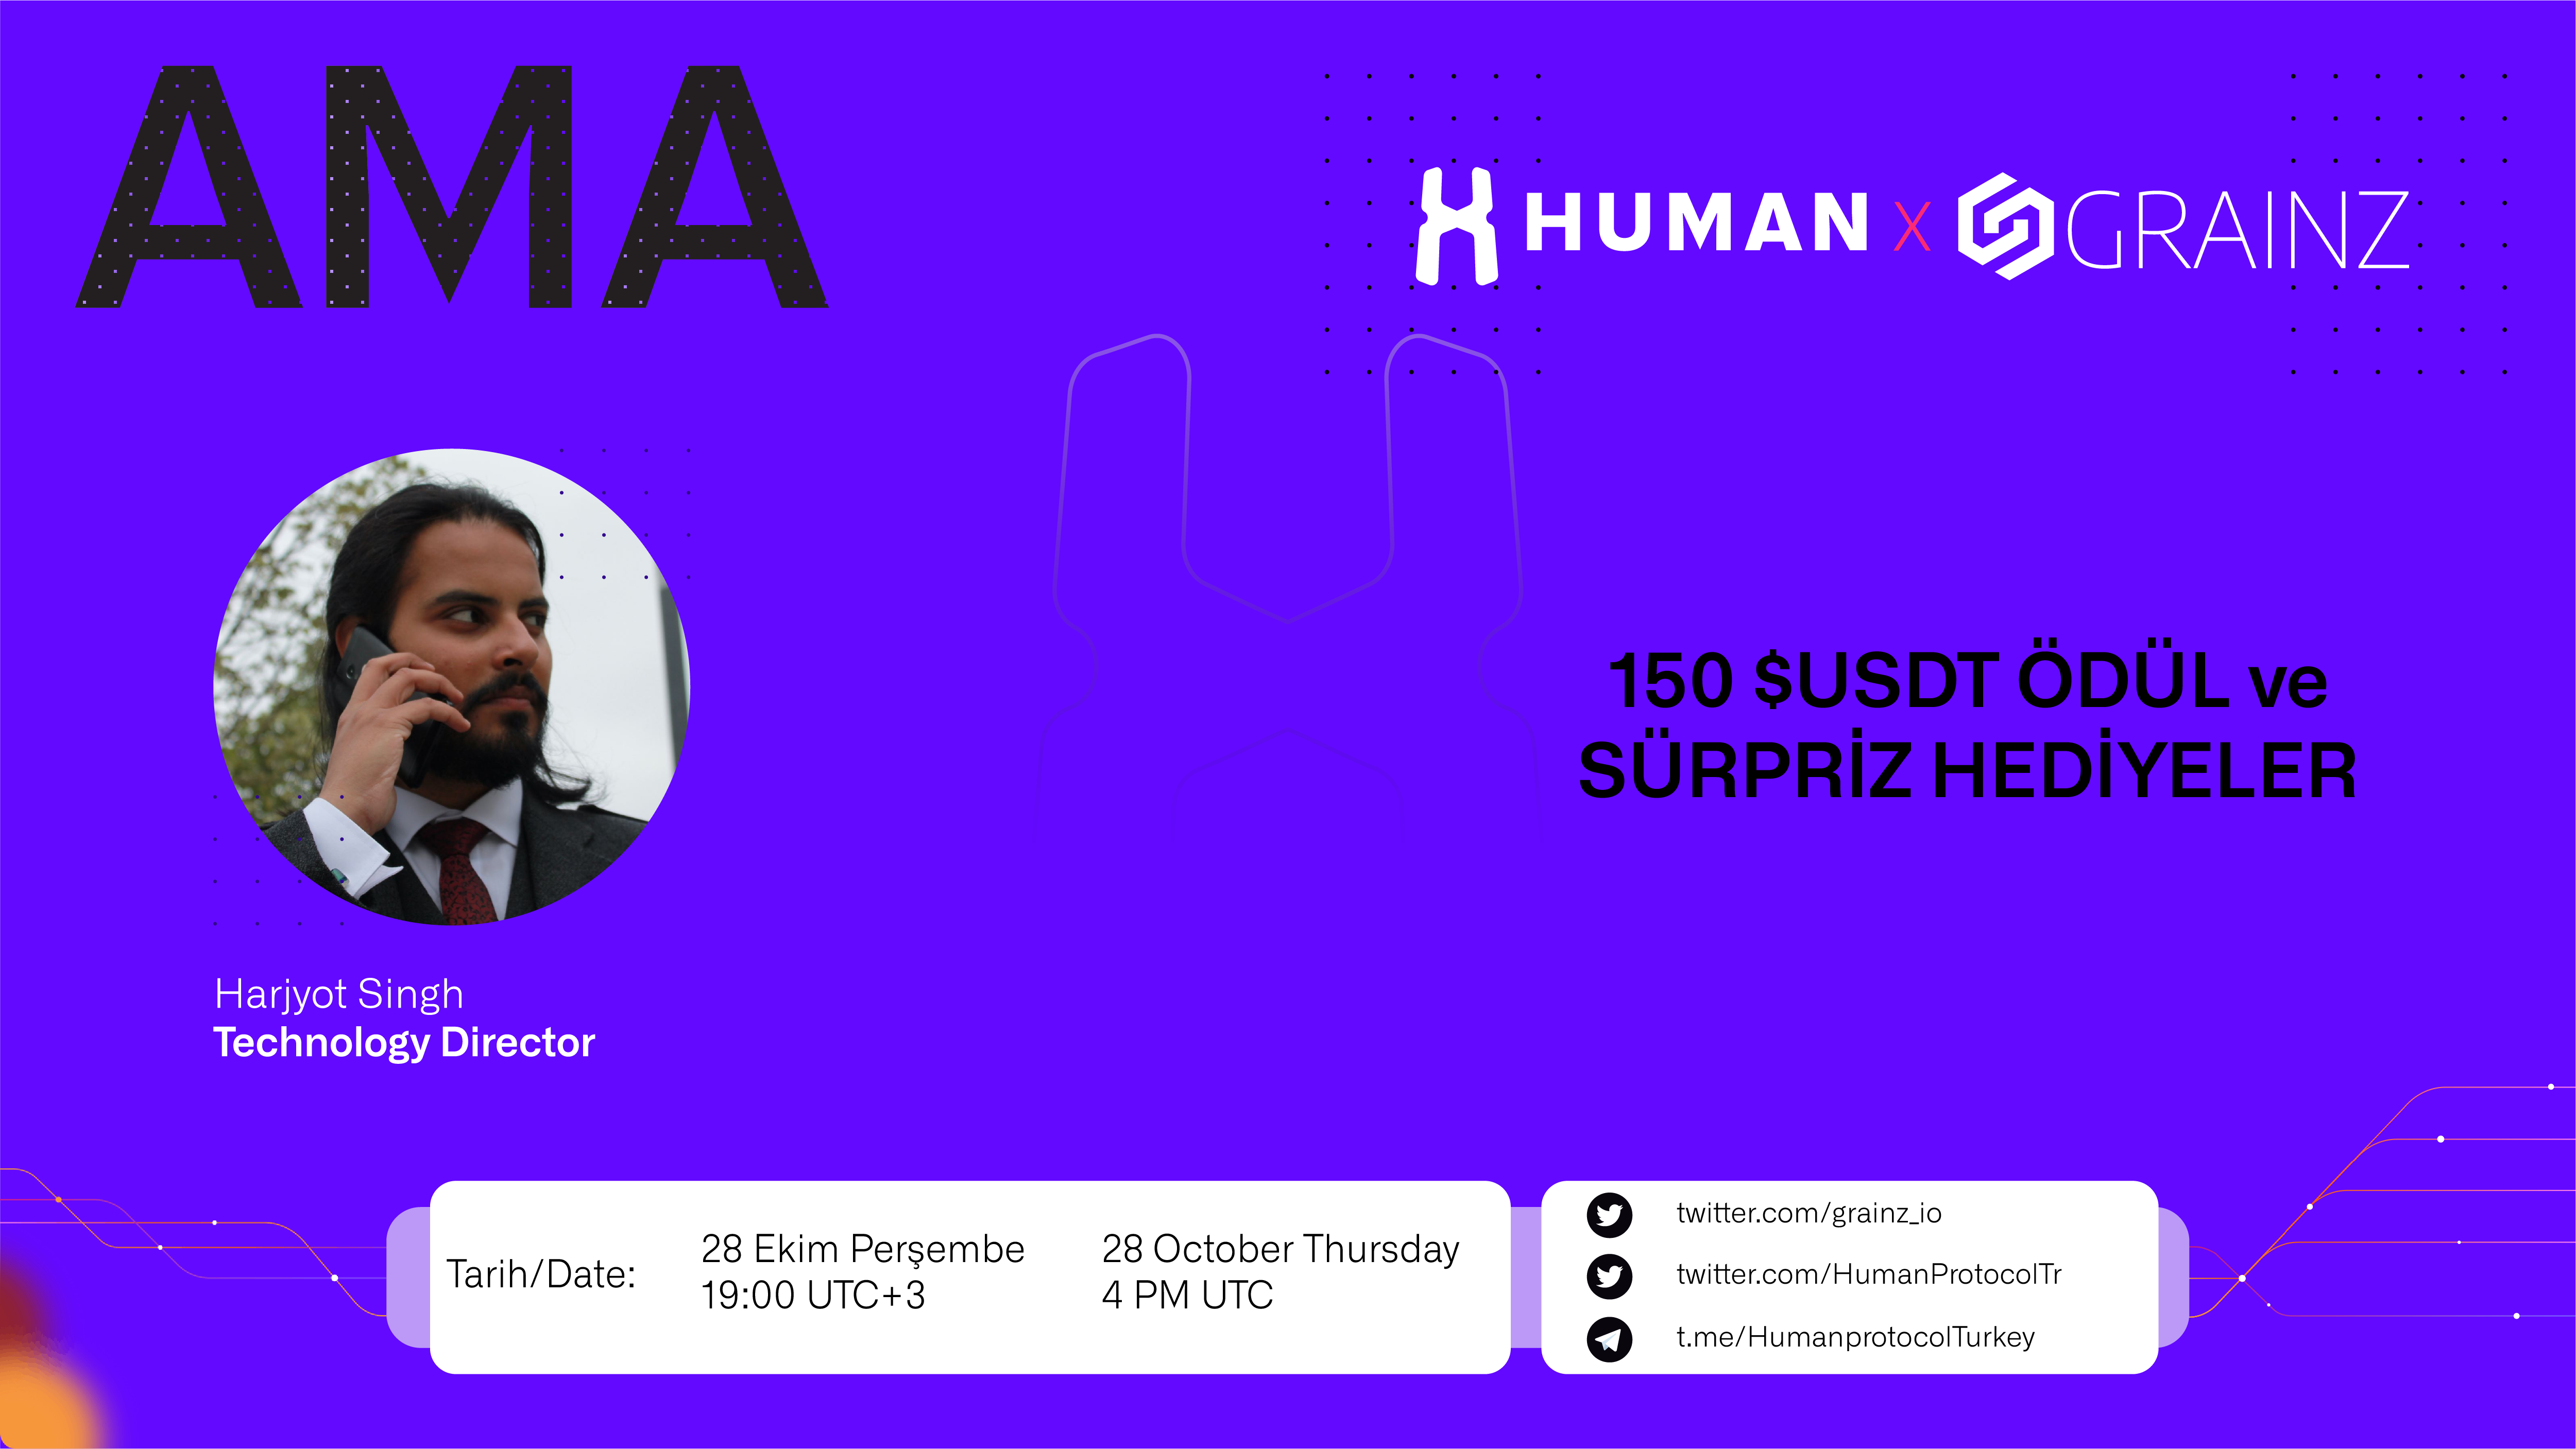 AMA
HUMAN X GRAINZ
150 $USDT ÖDÜL ve
SÜRPRİZ HEDİYELER
Harjyot Singh
Technology Director
Tarih/Date:
28 Ekim Perşembe
19:00 UTC+3
28 October Thursday
4 PM UTC
twitter.com/grainz_io
twitter.com/HumanProtocolTr
t.me/HumanprotocolTurkey